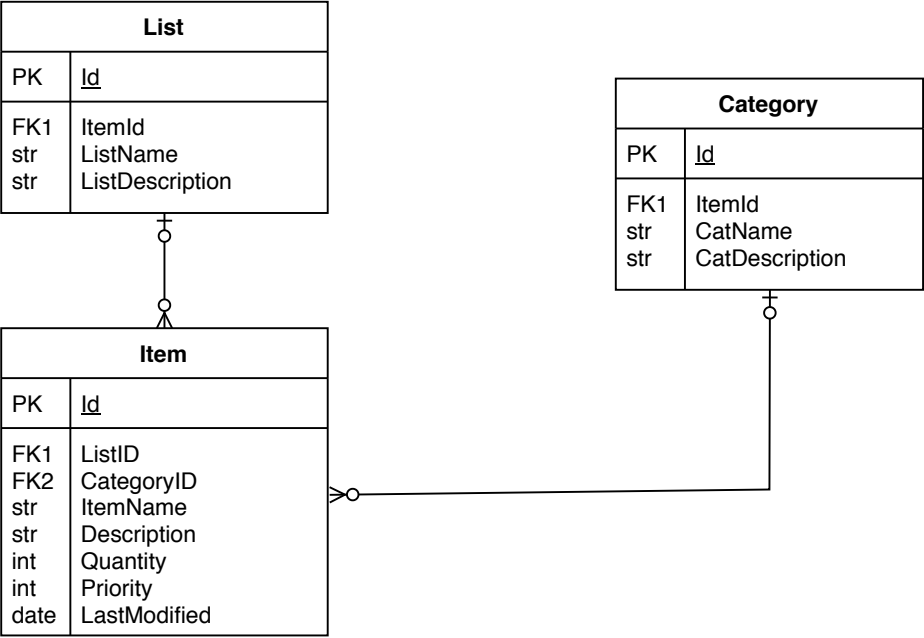 List
PK Id
FK1 ItemId
str ListName
str ListDescription
Category
PK Id
FK1 ItemId
str CatName
str CatDescription
Item
PK Id
FK1 ListID
FK2 CategoryID
str ItemName
str Description
int Quantity
int Priority
date LastModified